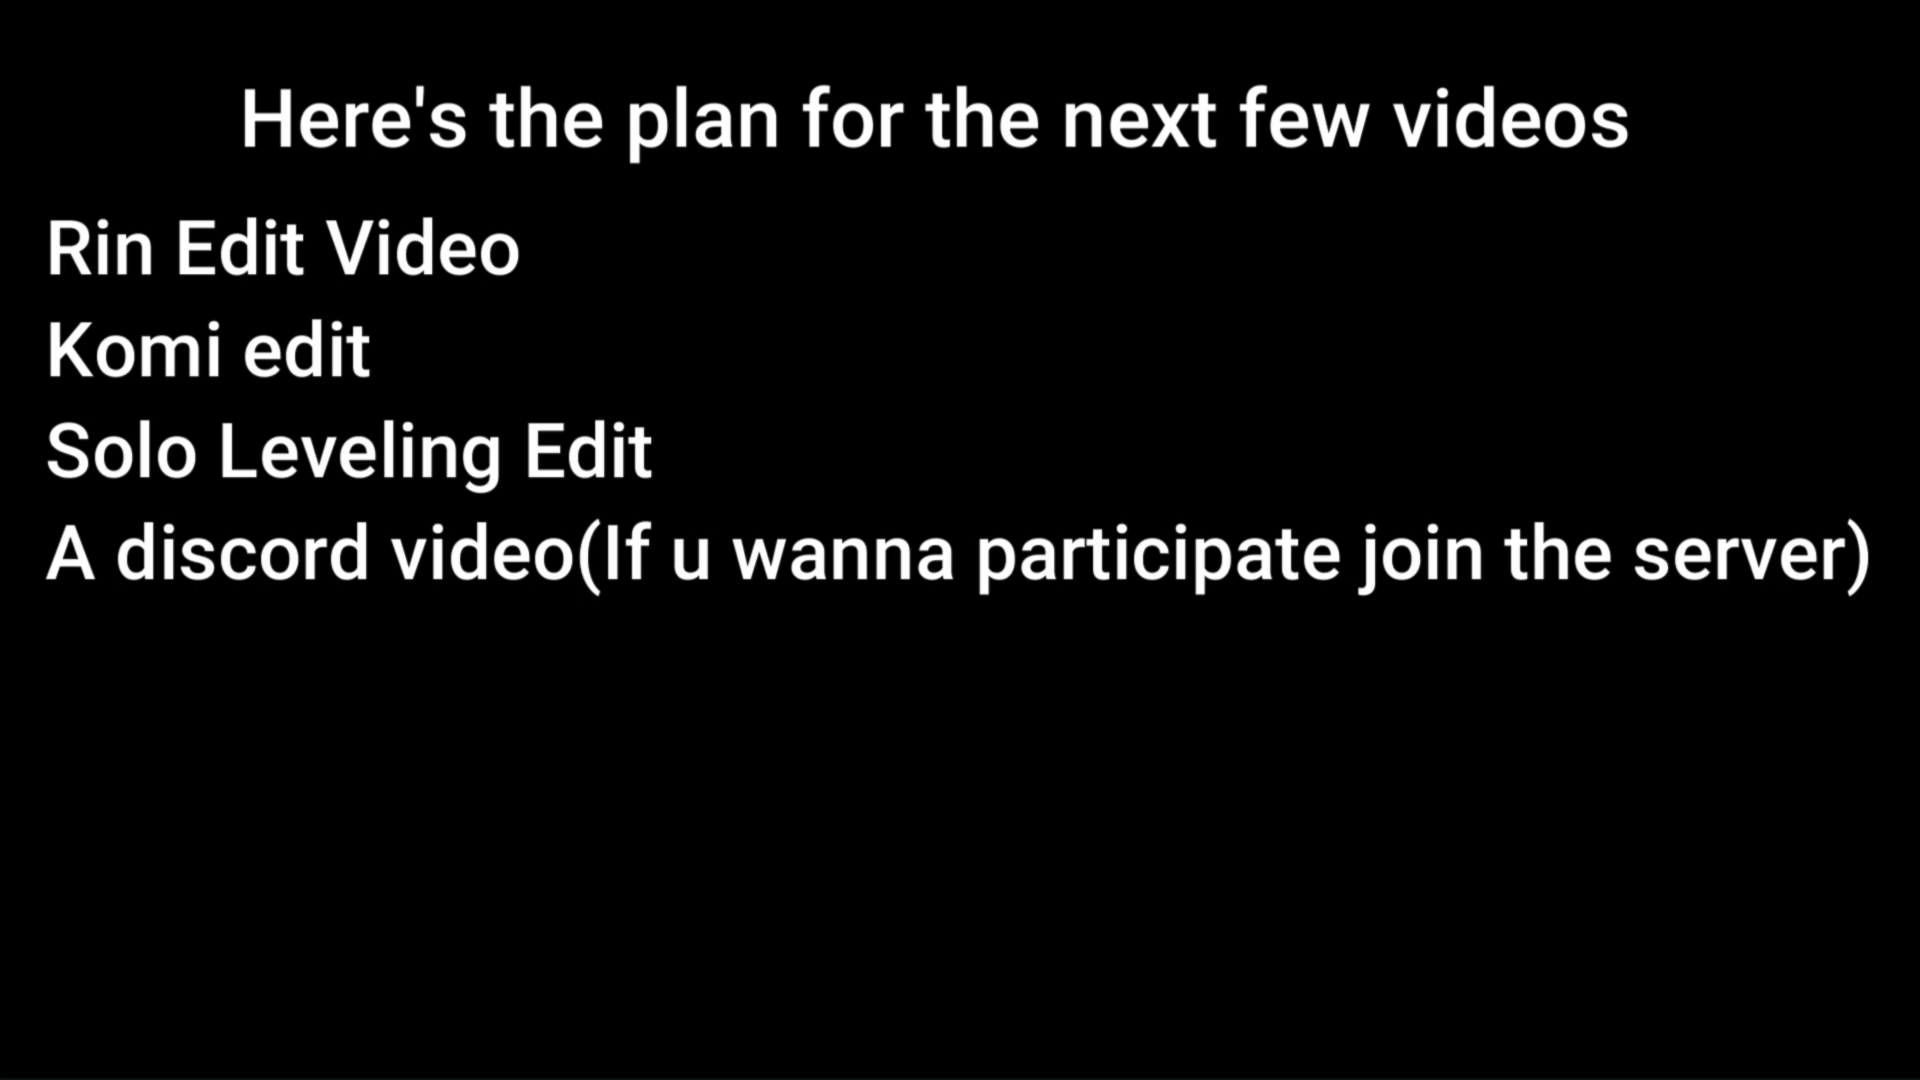 Here's the plan for the next few videos
Rin Edit Video
Komi edit
Solo Leveling Edit
A discord video(If u wanna participate join the server)